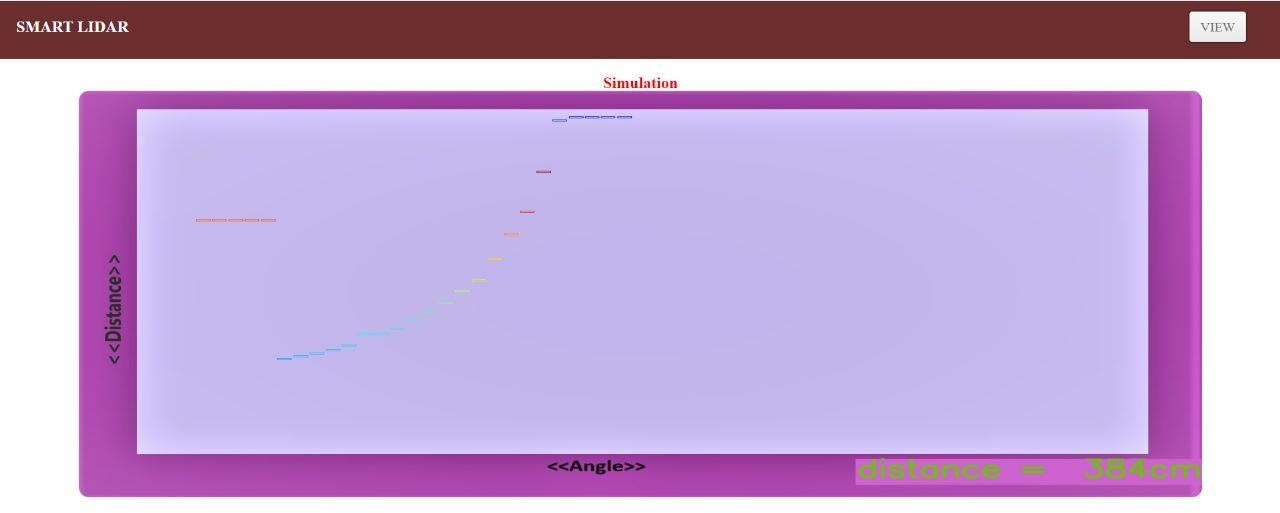 SMART LIDAR
VIEW
Simulation
<<Distance>>
<<Angle>>
distance = 384cm